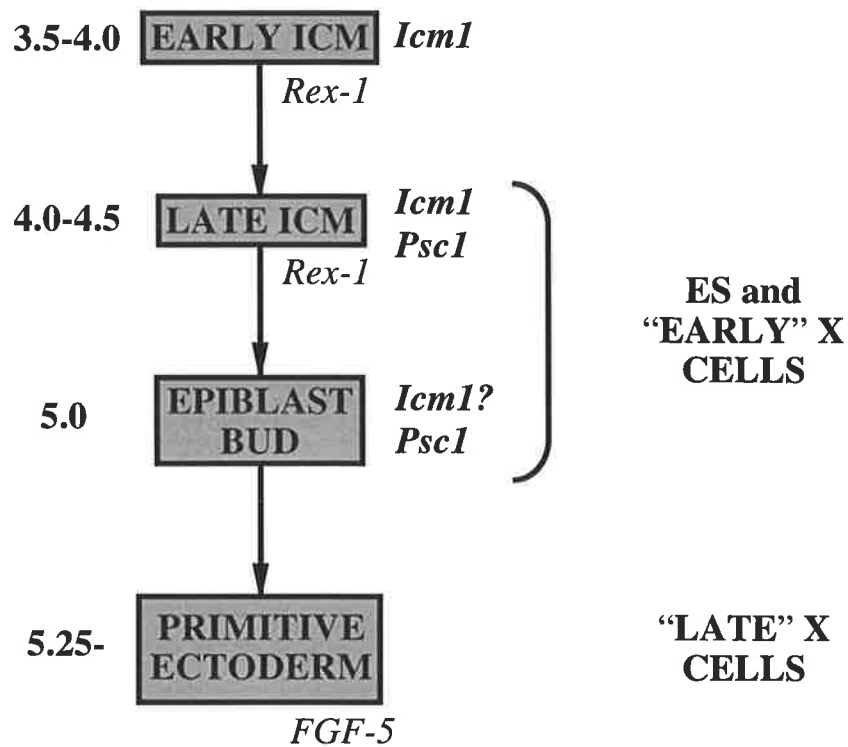 3.5-4.0 EARLY ICM Icm1
Rex-1
4.0-4.5 LATE ICM Icm1
Psc1
Rex-1
ES and
“EARLY” X
CELLS
5.0 EPIBLAST
BUD
Icm1?
Psc1
5.25- PRIMITIVE
ECTODERM
“LATE” X
CELLS
FGF-5